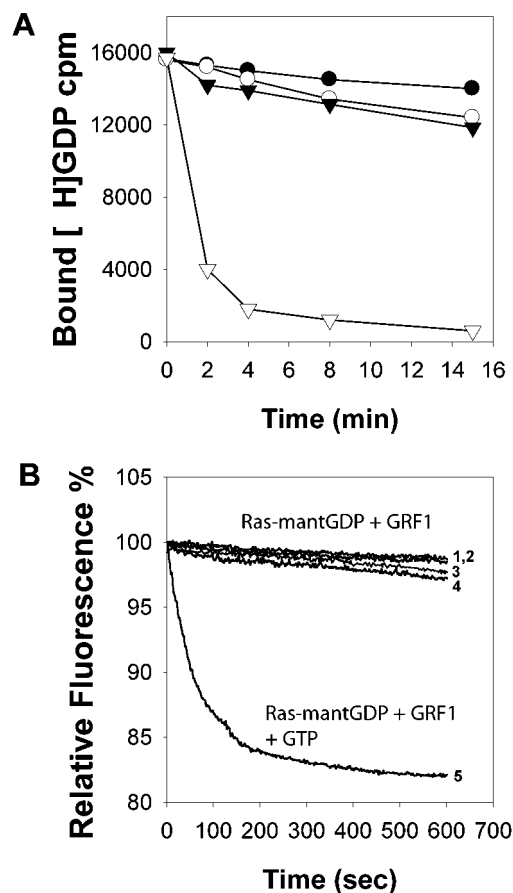 A
Bound [ H]GDP cpm
16000
12000
8000
4000
0
0 2 4 6 8 10 12 14 16
Time (min)
B
Relative Fluorescence %
105
100
95
90
85
80
Ras-mantGDP + GRF1
1,2
3
4
Ras-mantGDP + GRF1
+ GTP
5
0 100 200 300 400 500 600 700
Time (sec)